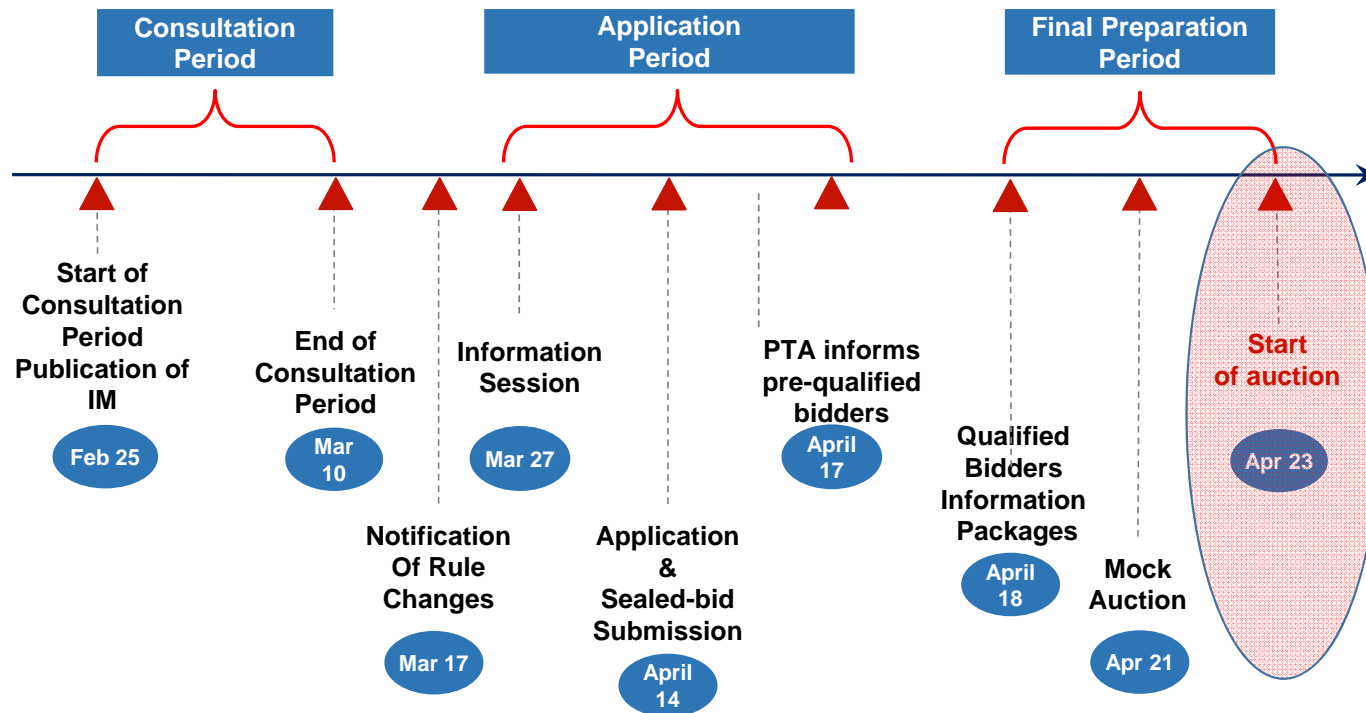 Consultation
Period
Application
Period
Final Preparation
Period
Start of
Consultation
Period
Publication of
IM
Feb 25
End of
Consultation
Period
Mar
10
Notification
Of Rule
Changes
Mar 17
Information
Session
Mar 27
Application
&
Sealed-bid
Submission
April
14
PTA informs
pre-qualified
bidders
April
17
Qualified
Bidders
Information
Packages
April
18
Mock
Auction
Apr 21
Start
of auction
Apr 23